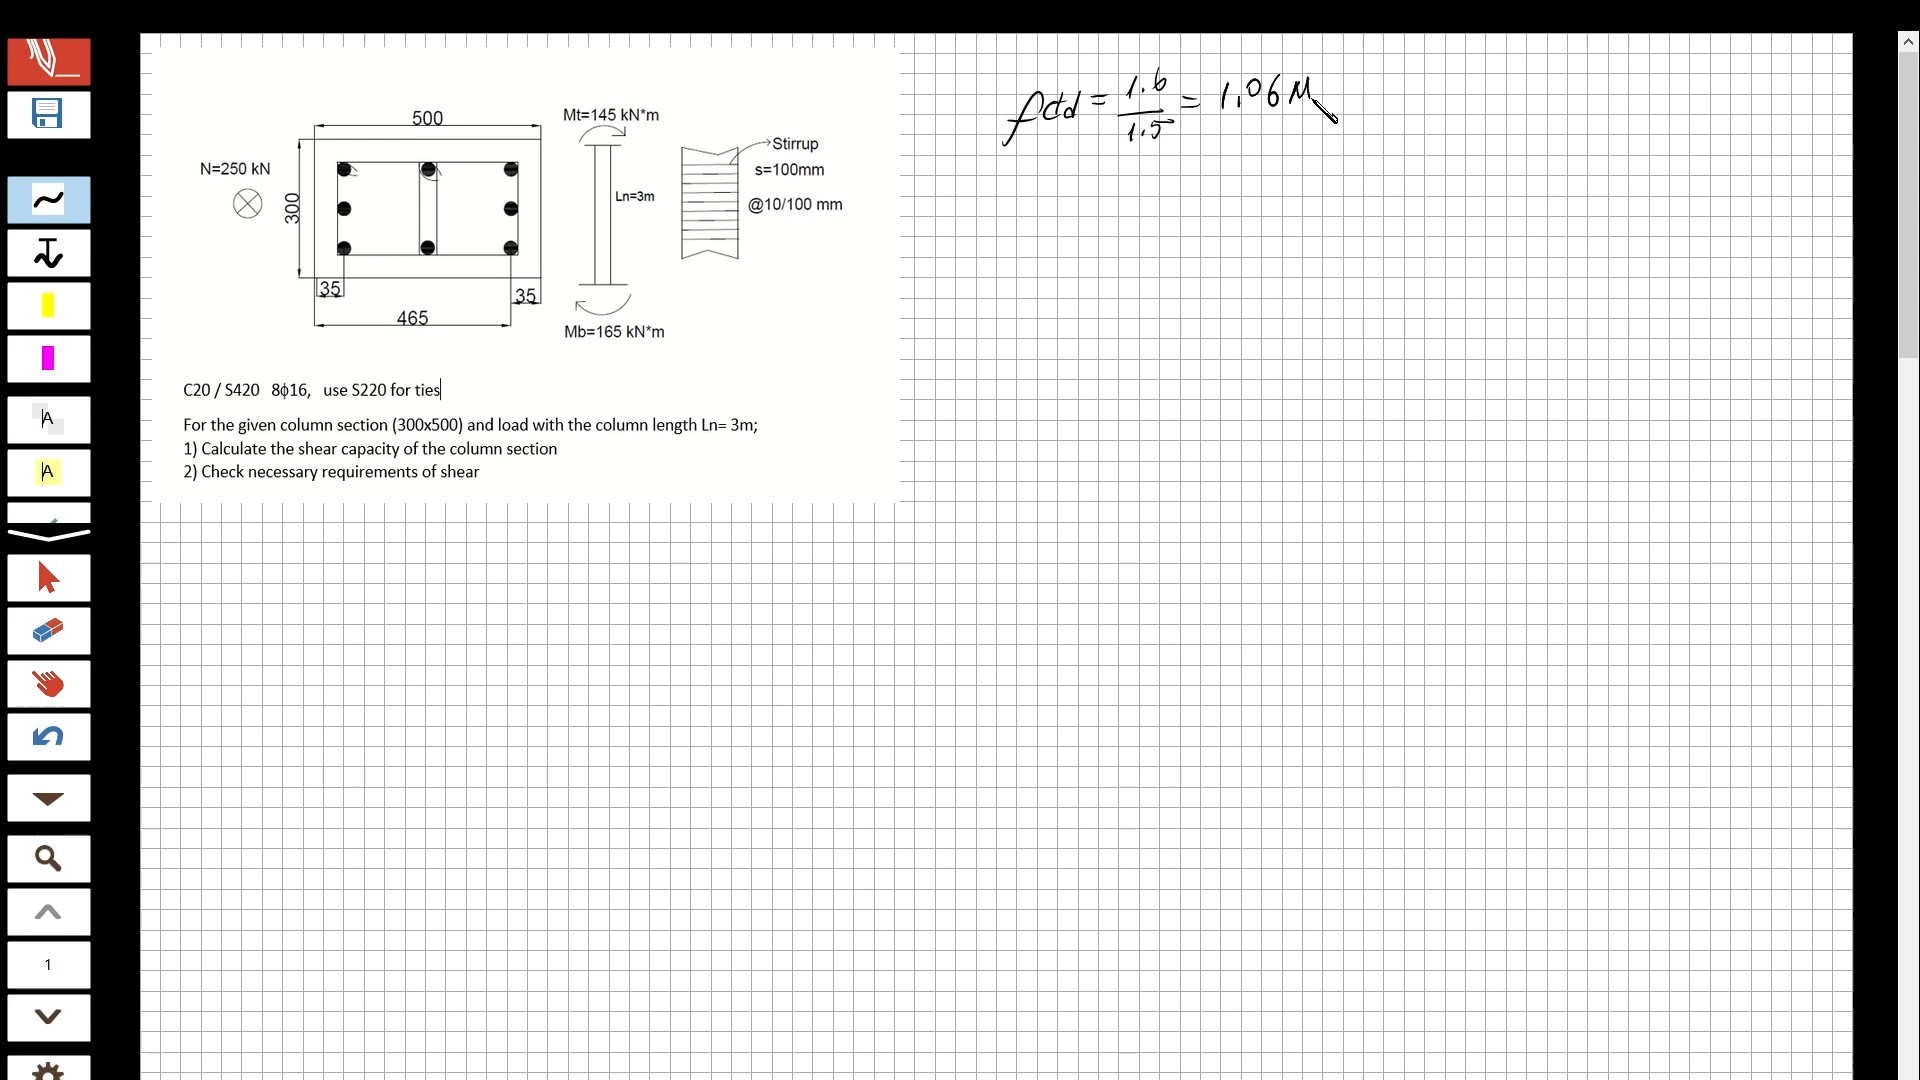 500
Mt=145 kN*m
N=250 kN
300
Ln=3m
Stirrup
s=100mm
@10/100 mm
35
35
465
Mb=165 kN*m
C20 / S420 8ϕ16, use S220 for ties
For the given column section (300x500) and load with the column length Ln= 3m;
1) Calculate the shear capacity of the column section
2) Check necessary requirements of shear
fctd = 1.6 / 1.5 = 1.06 M
A
A
1